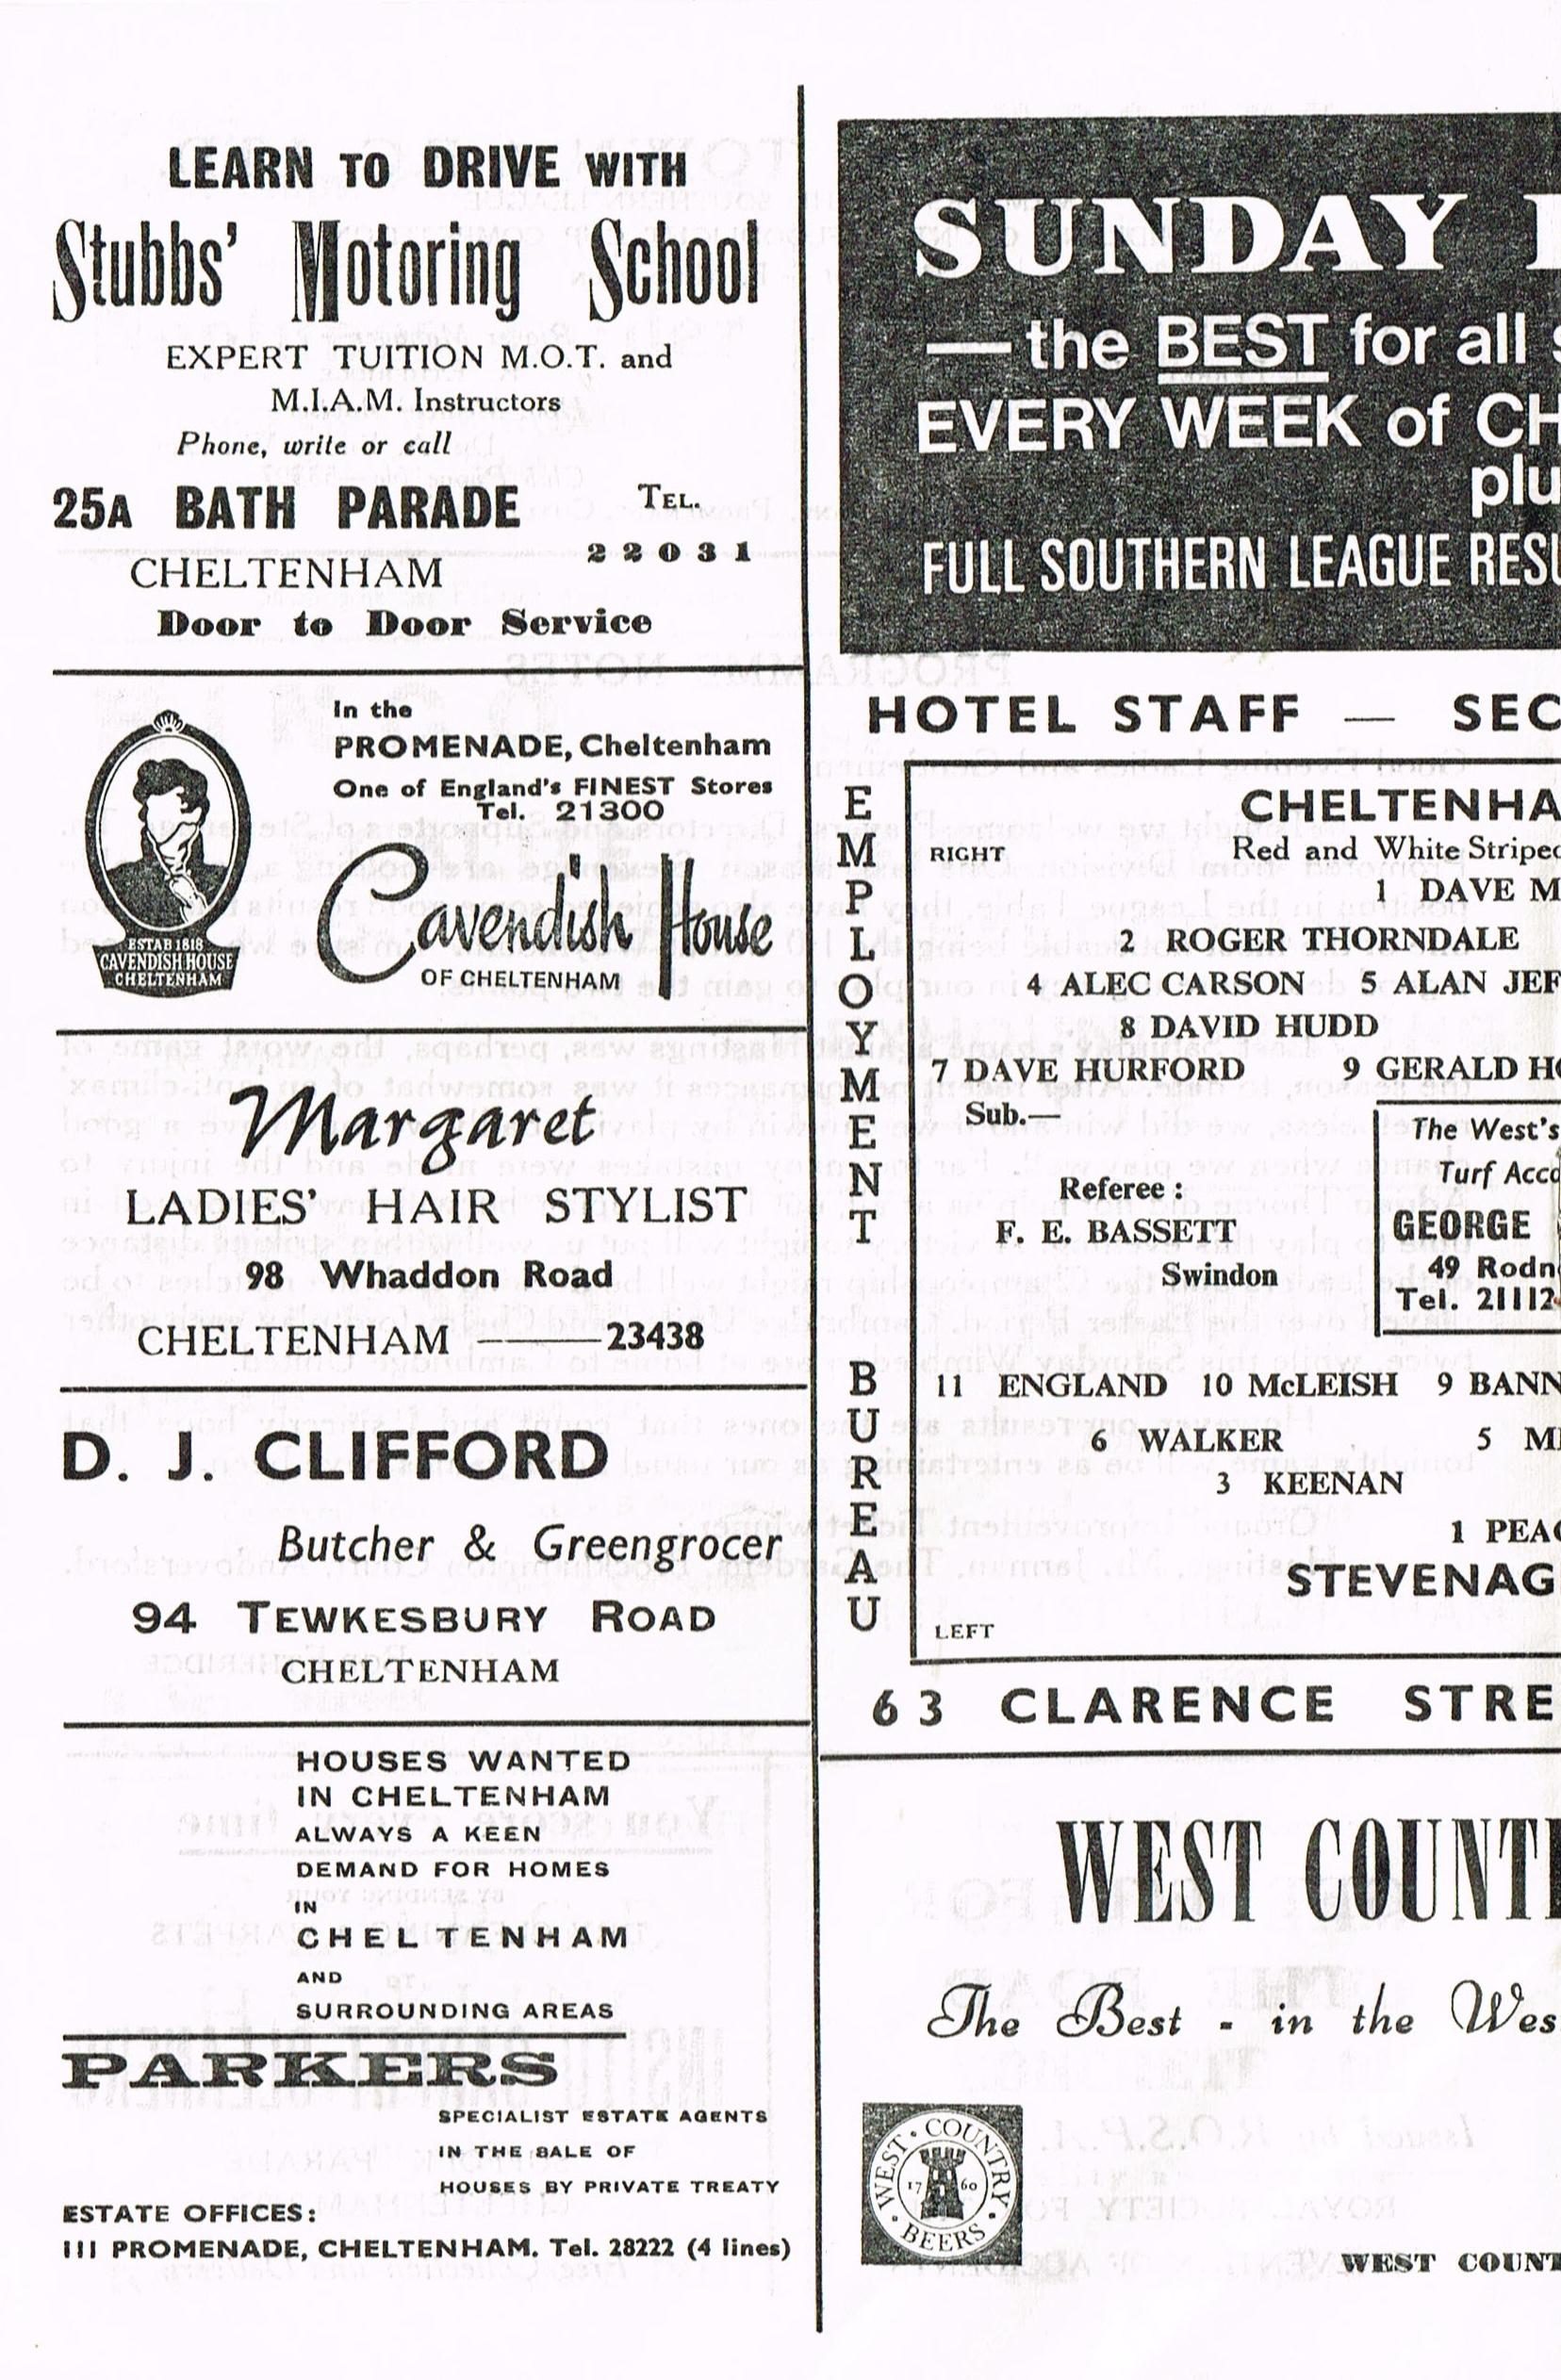 LEARN TO DRIVE WITH
Stubbs' Motoring School
EXPERT TUITION M.O.T. and
M.I.A.M. Instructors
Phone, write or call
25A BATH PARADE TEL.
22031
CHELTENHAM
Door to Door Service
In the
PROMENADE, Cheltenham
One of England's FINEST Stores
Tel. 21300
Cavendish House
OF CHELTENHAM
ESTAB 1818
CAVENDISH HOUSE
CHELTENHAM
Margaret
LADIES' HAIR STYLIST
98 Whaddon Road
CHELTENHAM ———23438
D. J. CLIFFORD
Butcher & Greengrocer
94 TEWKESBURY ROAD
CHELTENHAM
HOUSES WANTED
IN CHELTENHAM
ALWAYS A KEEN
DEMAND FOR HOMES
IN
CHELTENHAM
AND
SURROUNDING AREAS
PARKERS
SPECIALIST ESTATE AGENTS
IN THE SALE OF
HOUSES BY PRIVATE TREATY
ESTATE OFFICES:
111 PROMENADE, CHELTENHAM. Tel. 28222 (4 lines)
SUNDAY
— the BEST for all
EVERY WEEK of CH
plu
FULL SOUTHERN LEAGUE RESU
HOTEL STAFF — SEC
EMPLOYMENT
BUREAU
CHELTENHA
RIGHT
Red and White Striped
1 DAVE M
2 ROGER THORNDALE
4 ALEC CARSON 5 ALAN JEF
8 DAVID HUDD
7 DAVE HURFORD 9 GERALD HO
Sub.—
Referee :
F. E. BASSETT
Swindon
The West's
Turf Acco
GEORGE
49 Rodn
Tel. 21112
11 ENGLAND 10 McLEISH 9 BANN
6 WALKER 5 MI
3 KEENAN
1 PEAC
STEVENAG
LEFT
63 CLARENCE STRE
WEST COUNT
The Best - in the Wes
WEST · COUNTRY · BEERS ·
1760
WEST COUNT